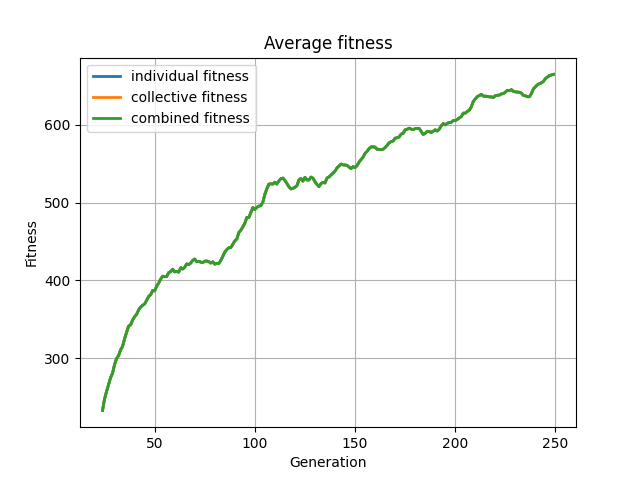 Average fitness
individual fitness
collective fitness
combined fitness
Fitness
600
500
400
300
50 100 150 200 250
Generation